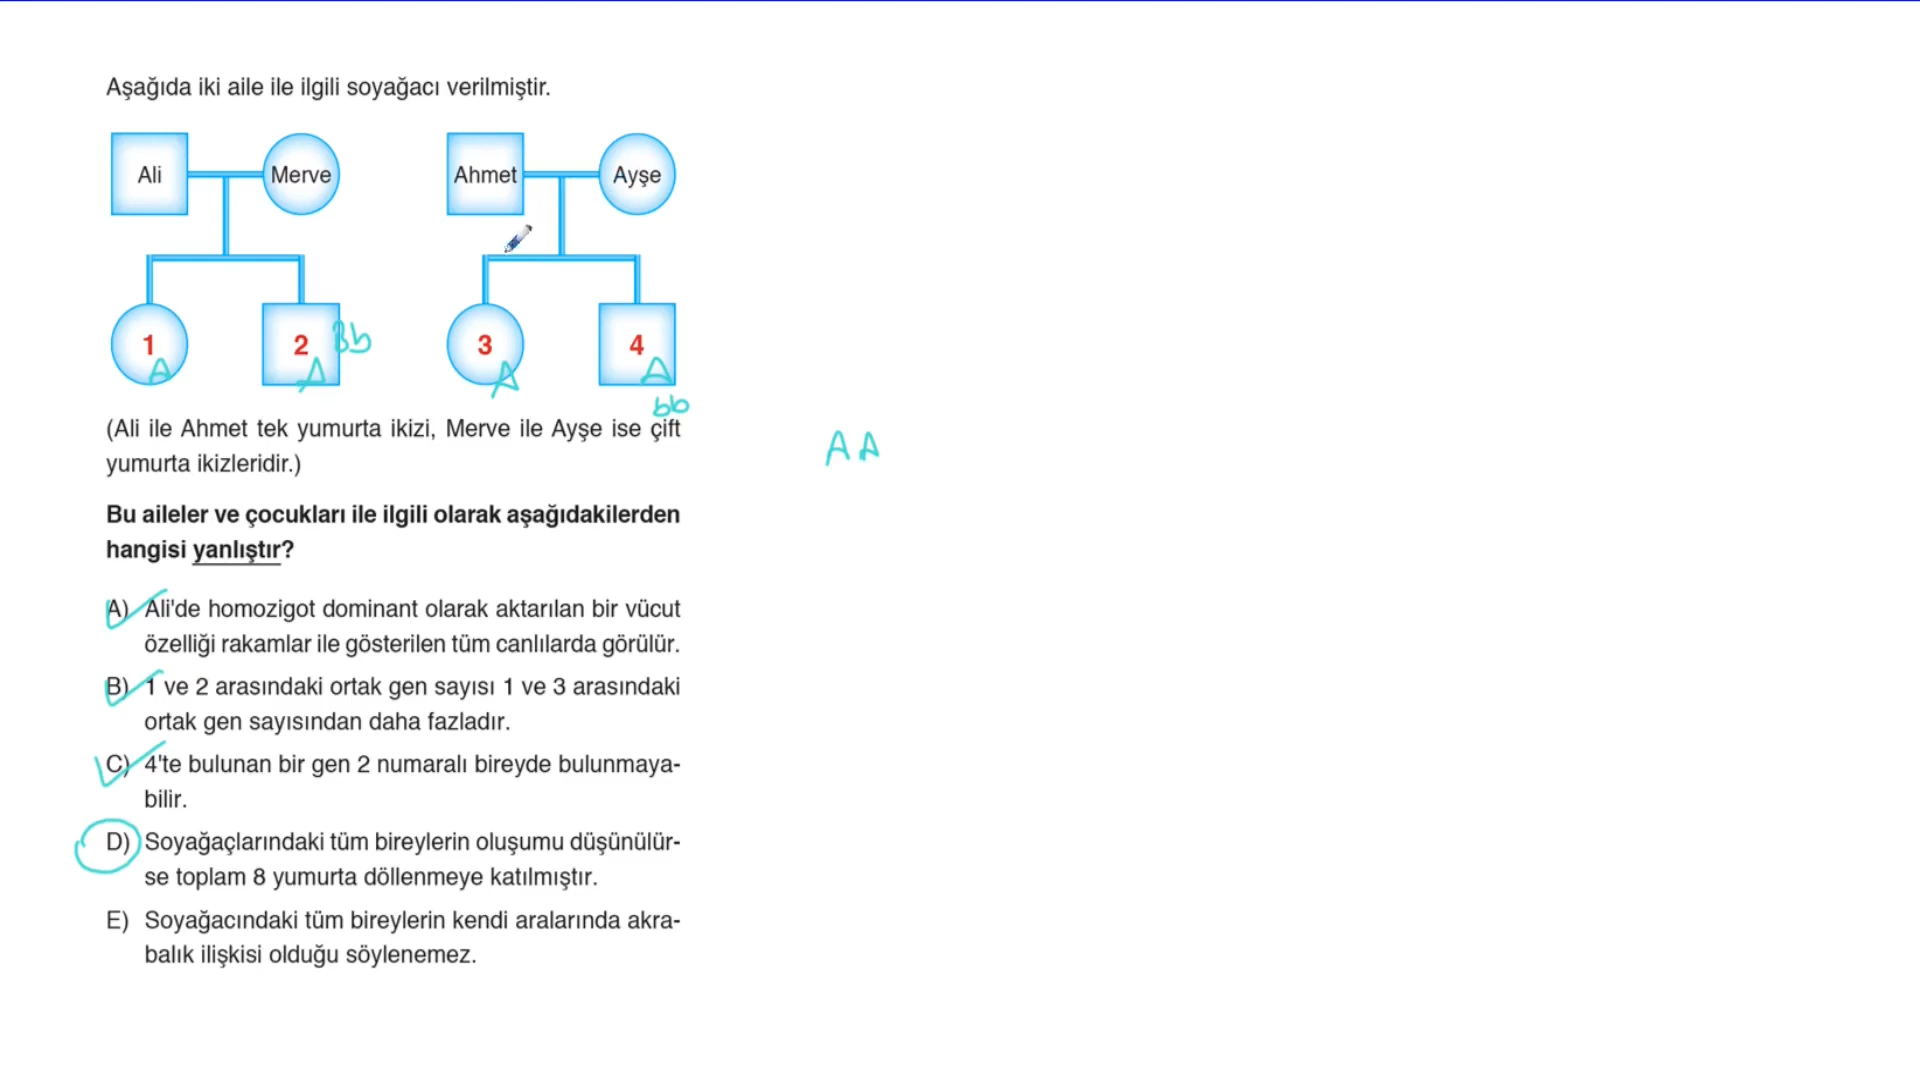 Aşağıda iki aile ile ilgili soyağacı verilmiştir.
Ali Merve Ahmet Ayşe
1 2 Bb 3 4
A A A A
bb
(Ali ile Ahmet tek yumurta ikizi, Merve ile Ayşe ise çift
yumurta ikizleridir.)
A A
Bu aileler ve çocukları ile ilgili olarak aşağıdakilerden
hangisi yanlıştır?
A) Ali'de homozigot dominant olarak aktarılan bir vücut
özelliği rakamlar ile gösterilen tüm canlılarda görülür.
B) 1 ve 2 arasındaki ortak gen sayısı 1 ve 3 arasındaki
ortak gen sayısından daha fazladır.
C) 4'te bulunan bir gen 2 numaralı bireyde bulunmaya-
bilir.
D) Soyağaçlarındaki tüm bireylerin oluşumu düşünülür-
se toplam 8 yumurta döllenmeye katılmıştır.
E) Soyağacındaki tüm bireylerin kendi aralarında akra-
balık ilişkisi olduğu söylenemez.